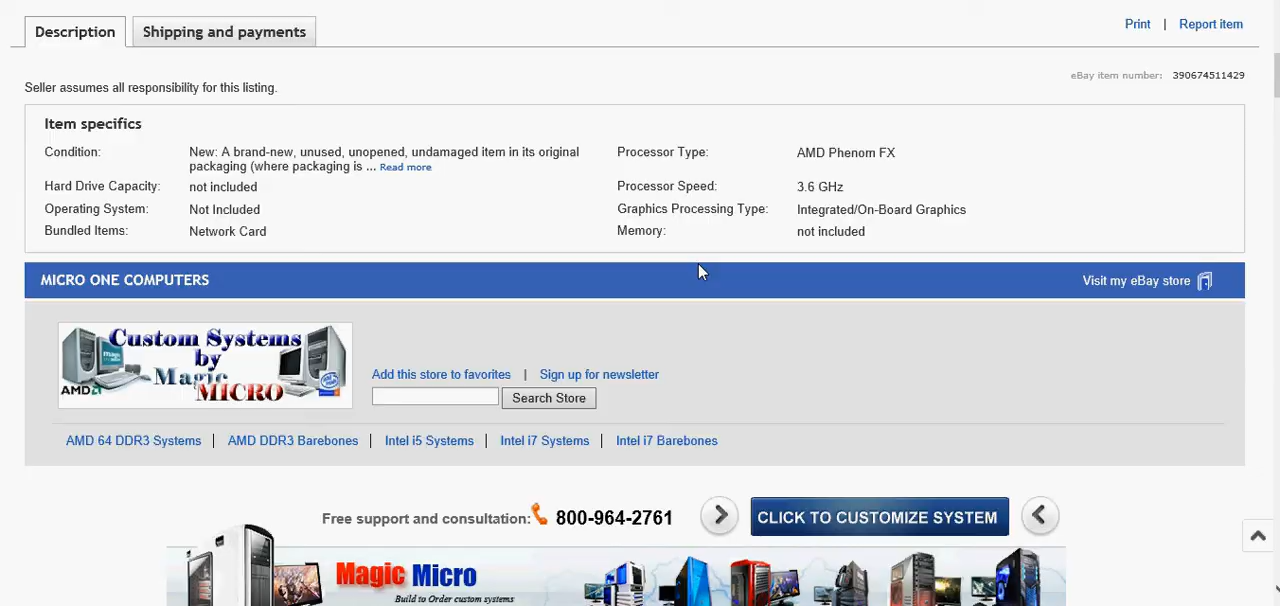 Description
Shipping and payments
Print | Report item
eBay item number: 390674511429
Seller assumes all responsibility for this listing.
Item specifics
Condition: New: A brand-new, unused, unopened, undamaged item in its original
packaging (where packaging is ... Read more
Processor Type: AMD Phenom FX
Hard Drive Capacity: not included
Processor Speed: 3.6 GHz
Operating System: Not Included
Graphics Processing Type: Integrated/On-Board Graphics
Bundled Items: Network Card
Memory: not included
MICRO ONE COMPUTERS
Visit my eBay store
Custom Systems
by
Magic
MICRO
AMD
Add this store to favorites | Sign up for newsletter
Search Store
AMD 64 DDR3 Systems | AMD DDR3 Barebones | Intel i5 Systems | Intel i7 Systems | Intel i7 Barebones
Free support and consultation: 800-964-2761
CLICK TO CUSTOMIZE SYSTEM
Magic Micro
Build to Order custom systems